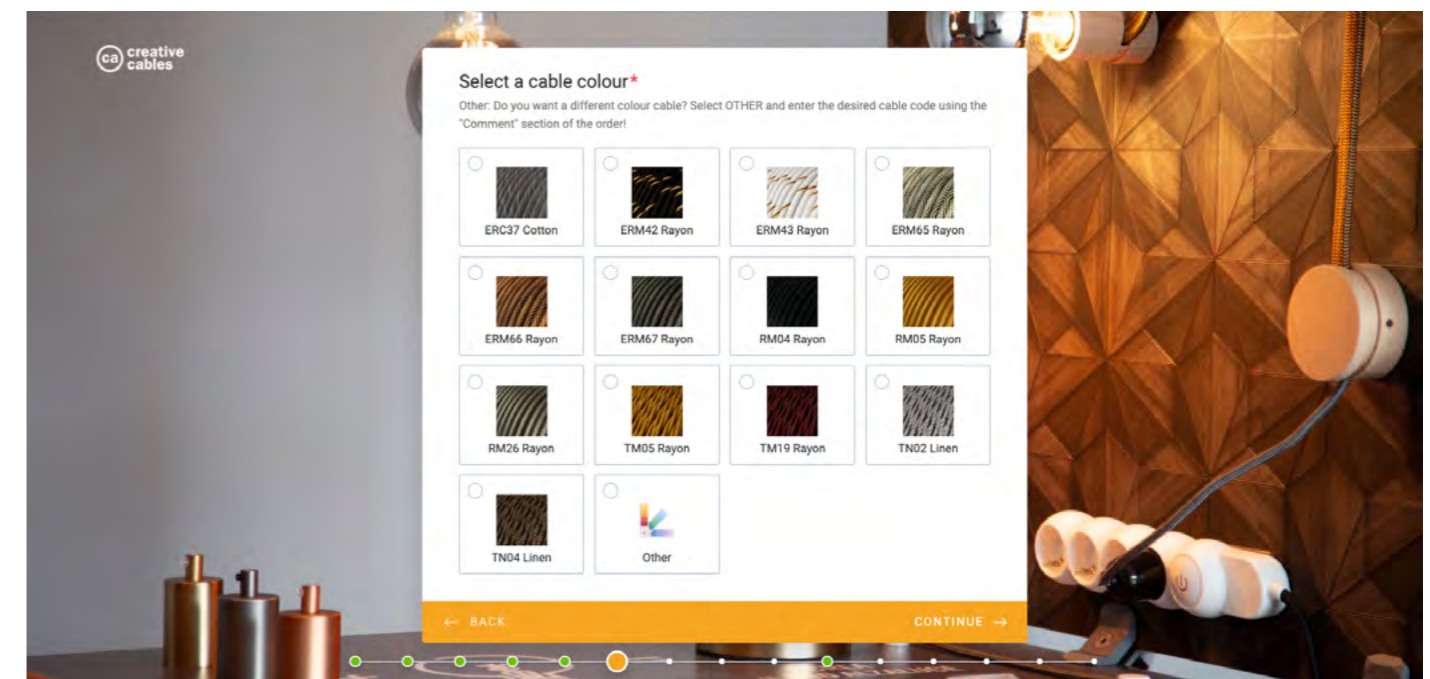 ca creative
cables
Select a cable colour*
Other: Do you want a different colour cable? Select OTHER and enter the desired cable code using the
"Comment" section of the order!
ERC37 Cotton
ERM42 Rayon
ERM43 Rayon
ERM65 Rayon
ERM66 Rayon
ERM67 Rayon
RM04 Rayon
RM05 Rayon
RM26 Rayon
TM05 Rayon
TM19 Rayon
TN02 Linen
TN04 Linen
Other
← BACK
CONTINUE →